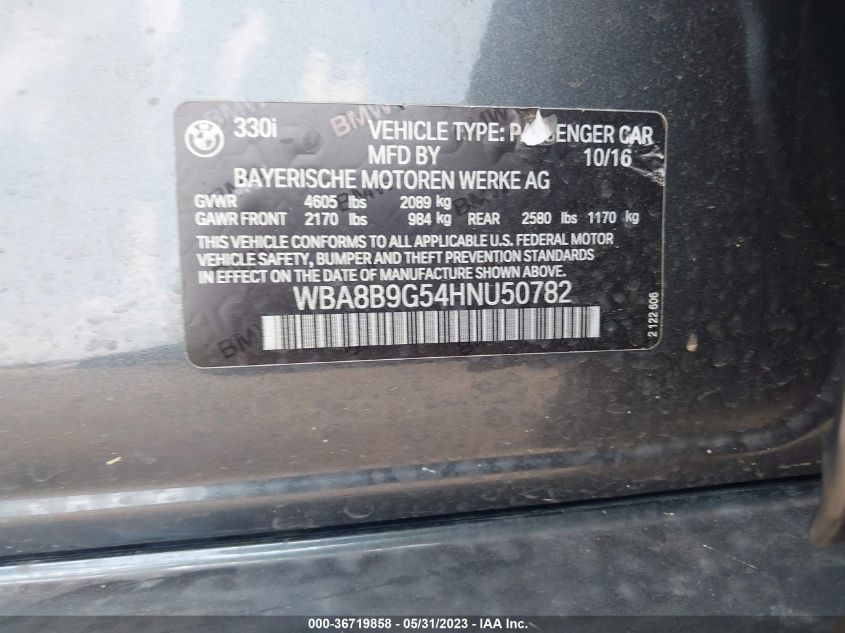 BMW
330i
VEHICLE TYPE: PASSENGER CAR
MFD BY 10/16
BAYERISCHE MOTOREN WERKE AG
GVWR 4605 lbs 2089 kg
GAWR FRONT 2170 lbs 984 kg REAR 2580 lbs 1170 kg
THIS VEHICLE CONFORMS TO ALL APPLICABLE U.S. FEDERAL MOTOR
VEHICLE SAFETY, BUMPER AND THEFT PREVENTION STANDARDS
IN EFFECT ON THE DATE OF MANUFACTURE SHOWN ABOVE.
WBA8B9G54HNU50782
2 122 606
000-36719858 - 05/31/2023 - IAA Inc.